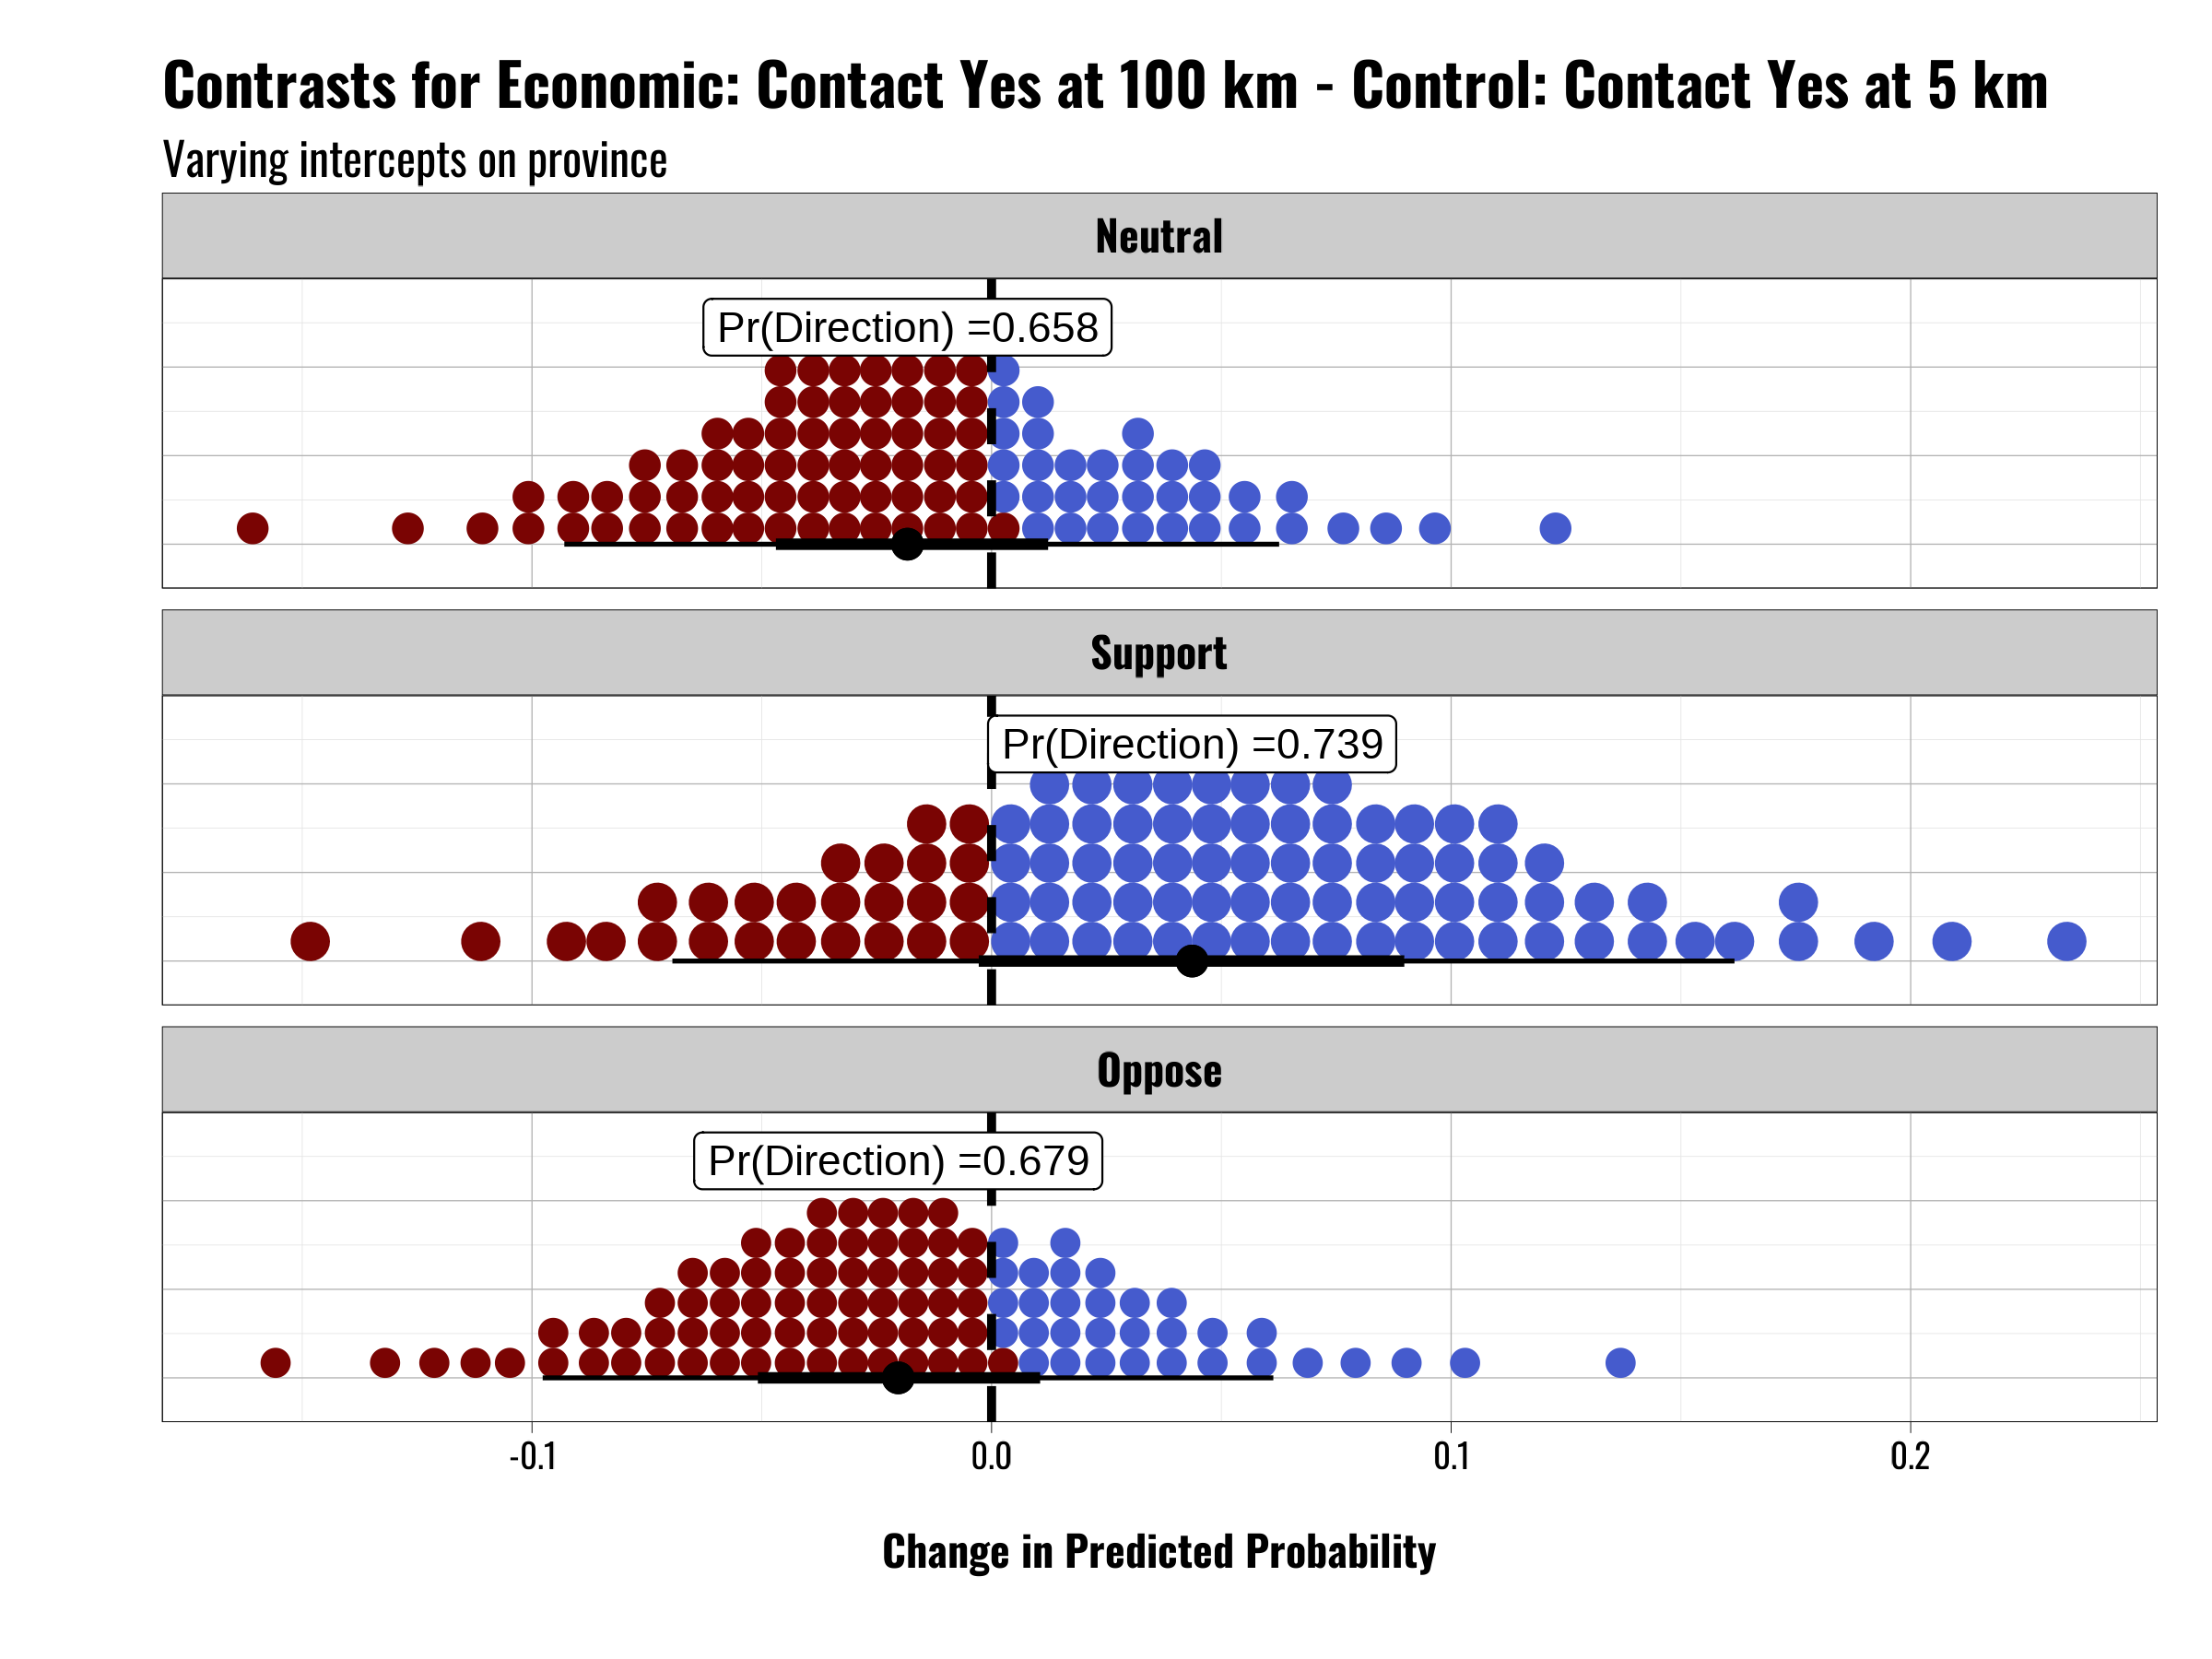 Contrasts for Economic: Contact Yes at 100 km - Control: Contact Yes at 5 km
Varying intercepts on province
Neutral
Pr(Direction) =0.658
Support
Pr(Direction) =0.739
Oppose
Pr(Direction) =0.679
-0.1 0.0 0.1 0.2
Change in Predicted Probability